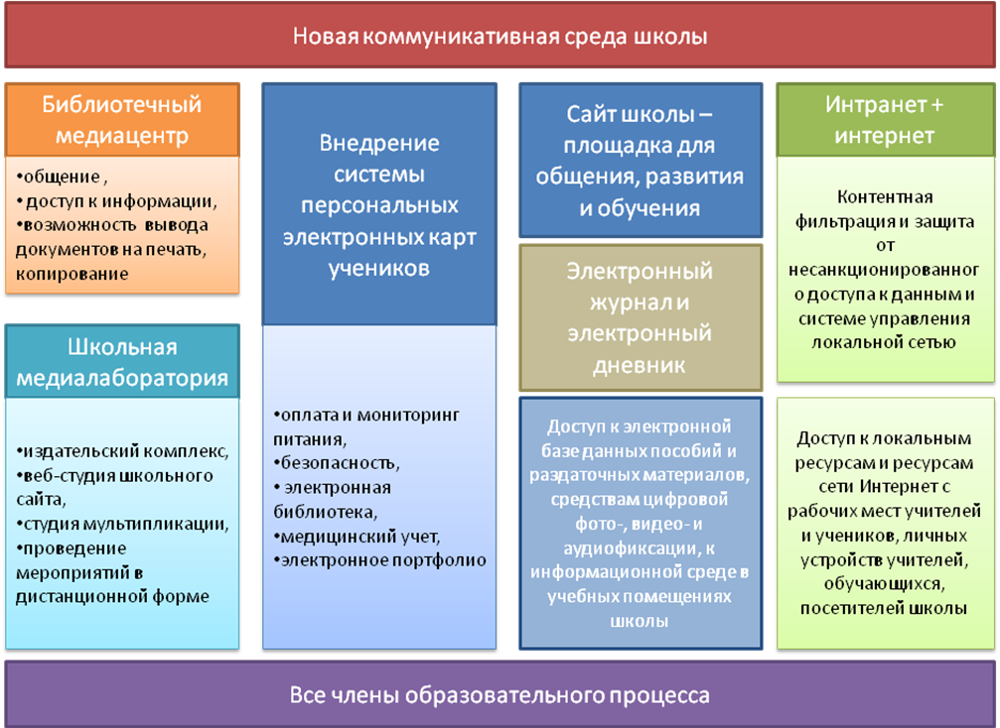 Новая коммуникативная среда школы
Библиотечный
медиацентр
•общение ,
• доступ к информации,
•возможность вывода
документов на печать,
копирование
Школьная
медиалаборатория
•издательский комплекс,
•веб-студия школьного
сайта,
•студия мультипликации,
•проведение
мероприятий в
дистанционной форме
Внедрение
системы
персональных
электронных карт
учеников
•оплата и мониторинг
питания,
•безопасность,
• электронная
библиотека,
•медицинский учет,
•электронное портфолио
Сайт школы –
площадка для
общения, развития
и обучения
Электронный
журнал и
электронный
дневник
Доступ к электронной
базе данных пособий и
раздаточных материалов,
средствам цифровой
фото-, видео- и
аудиофиксации, к
информационной среде в
учебных помещениях
школы
Интранет +
интернет
Контентная
фильтрация и защита
от
несанкционированног
о доступа к данным и
системе управления
локальной сетью
Доступ к локальным
ресурсам и ресурсам
сети Интернет с
рабочих мест учителей
и учеников, личных
устройств учителей,
обучающихся,
посетителей школы
Все члены образовательного процесса